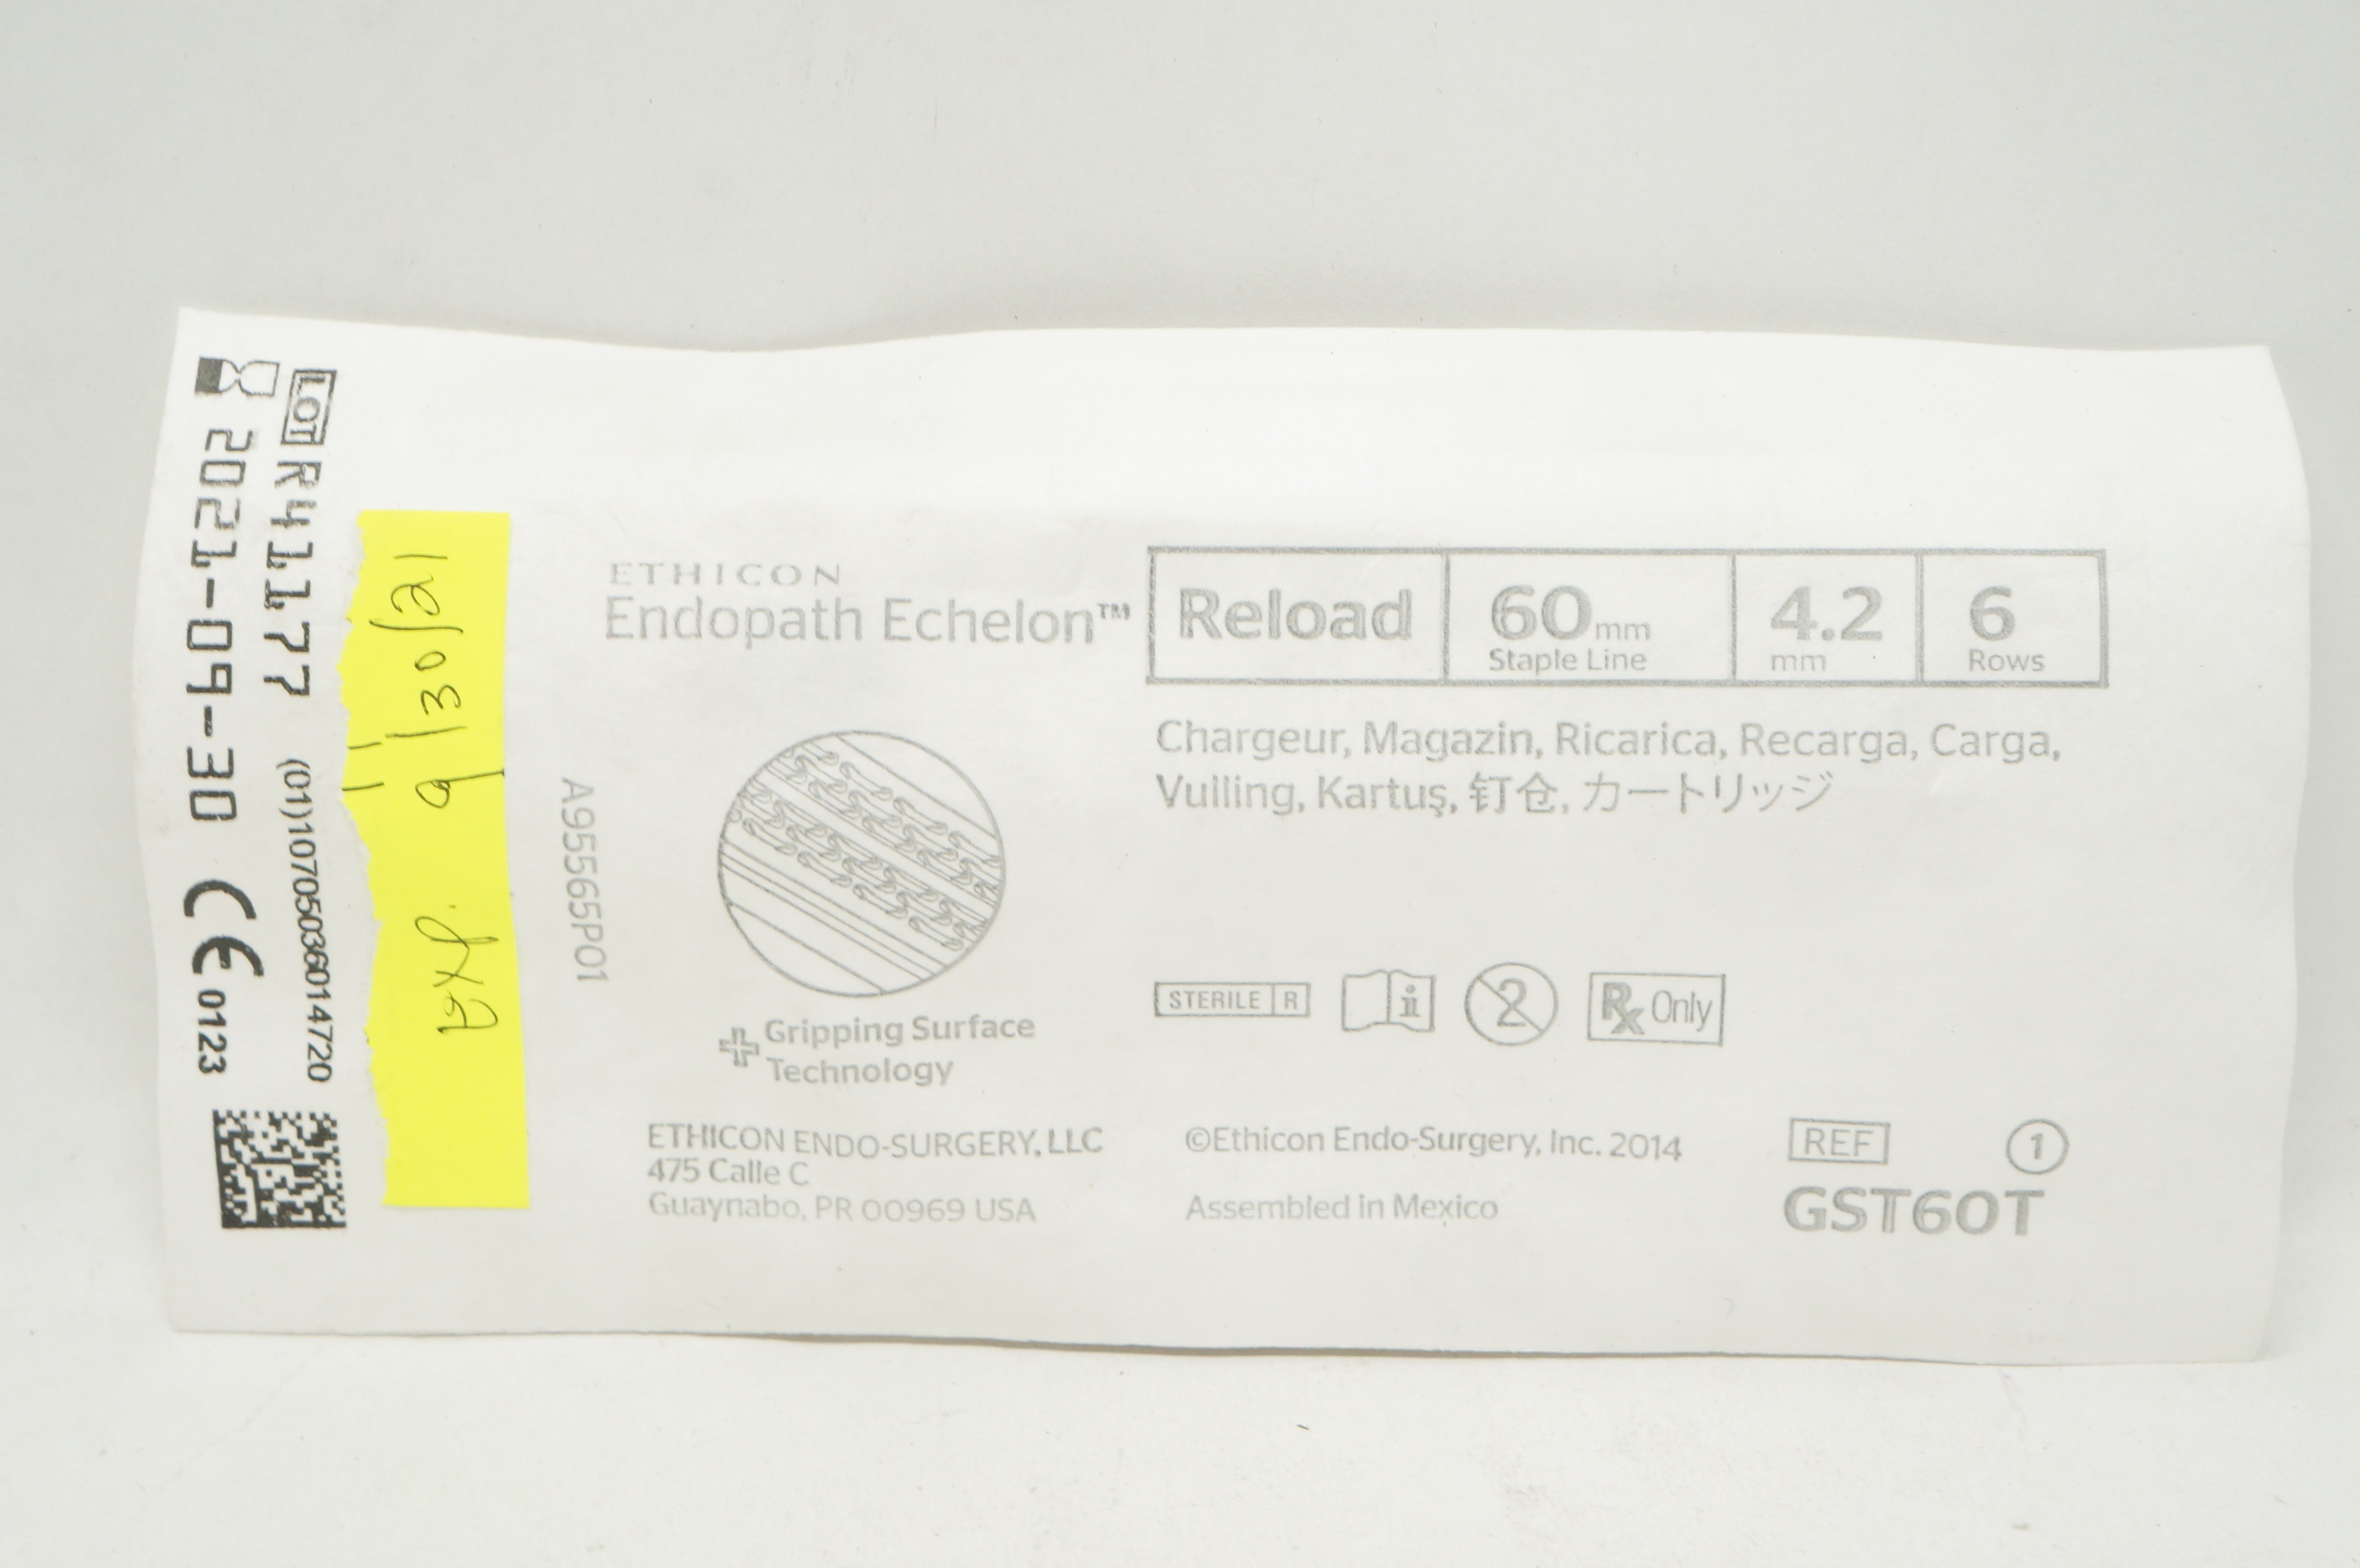 LOT R41177 (01)10705036014720
2021-09-30 CE 0123
Exp. 9/30/21
A95565P01
ETHICON
Endopath Echelon™
Reload
60 mm
Staple Line
4.2
mm
6
Rows
Chargeur, Magazin, Ricarica, Recarga, Carga,
Vulling, Kartuş, 钉仓, カートリッジ
Gripping Surface
Technology
STERILE R
i
2
Rx Only
ETHICON ENDO-SURGERY, LLC
475 Calle C
Guaynabo, PR 00969 USA
©Ethicon Endo-Surgery, Inc. 2014
Assembled in Mexico
REF
1
GST60T